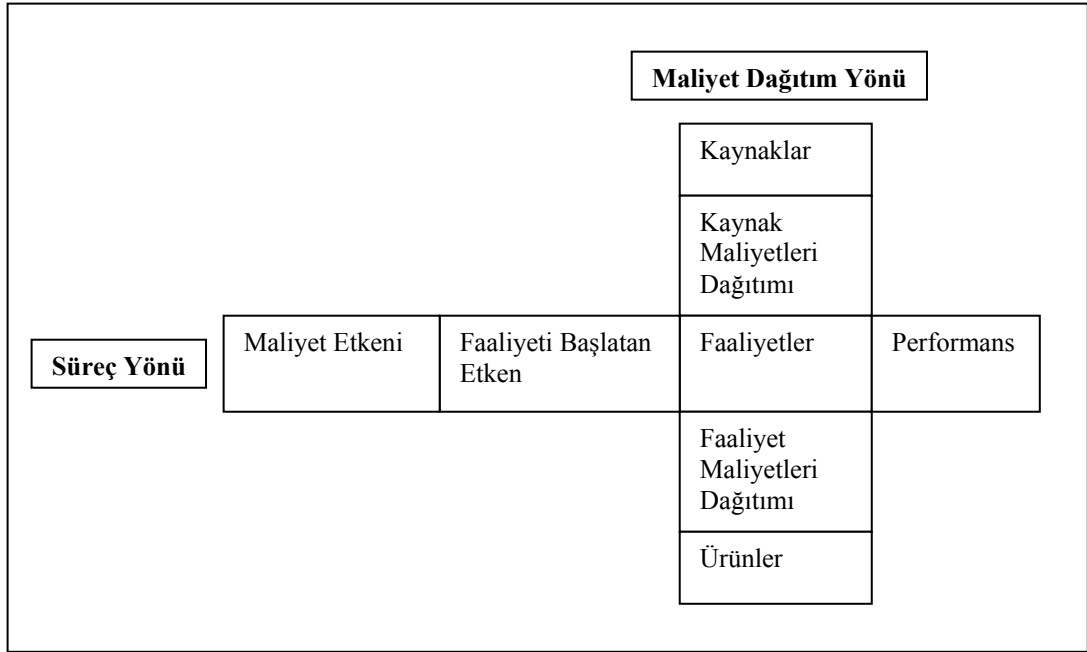 Maliyet Dağıtım Yönü
Kaynaklar
Kaynak
Maliyetleri
Dağıtımı
Süreç Yönü
Maliyet Etkeni
Faaliyeti Başlatan
Etken
Faaliyetler
Performans
Faaliyet
Maliyetleri
Dağıtımı
Ürünler